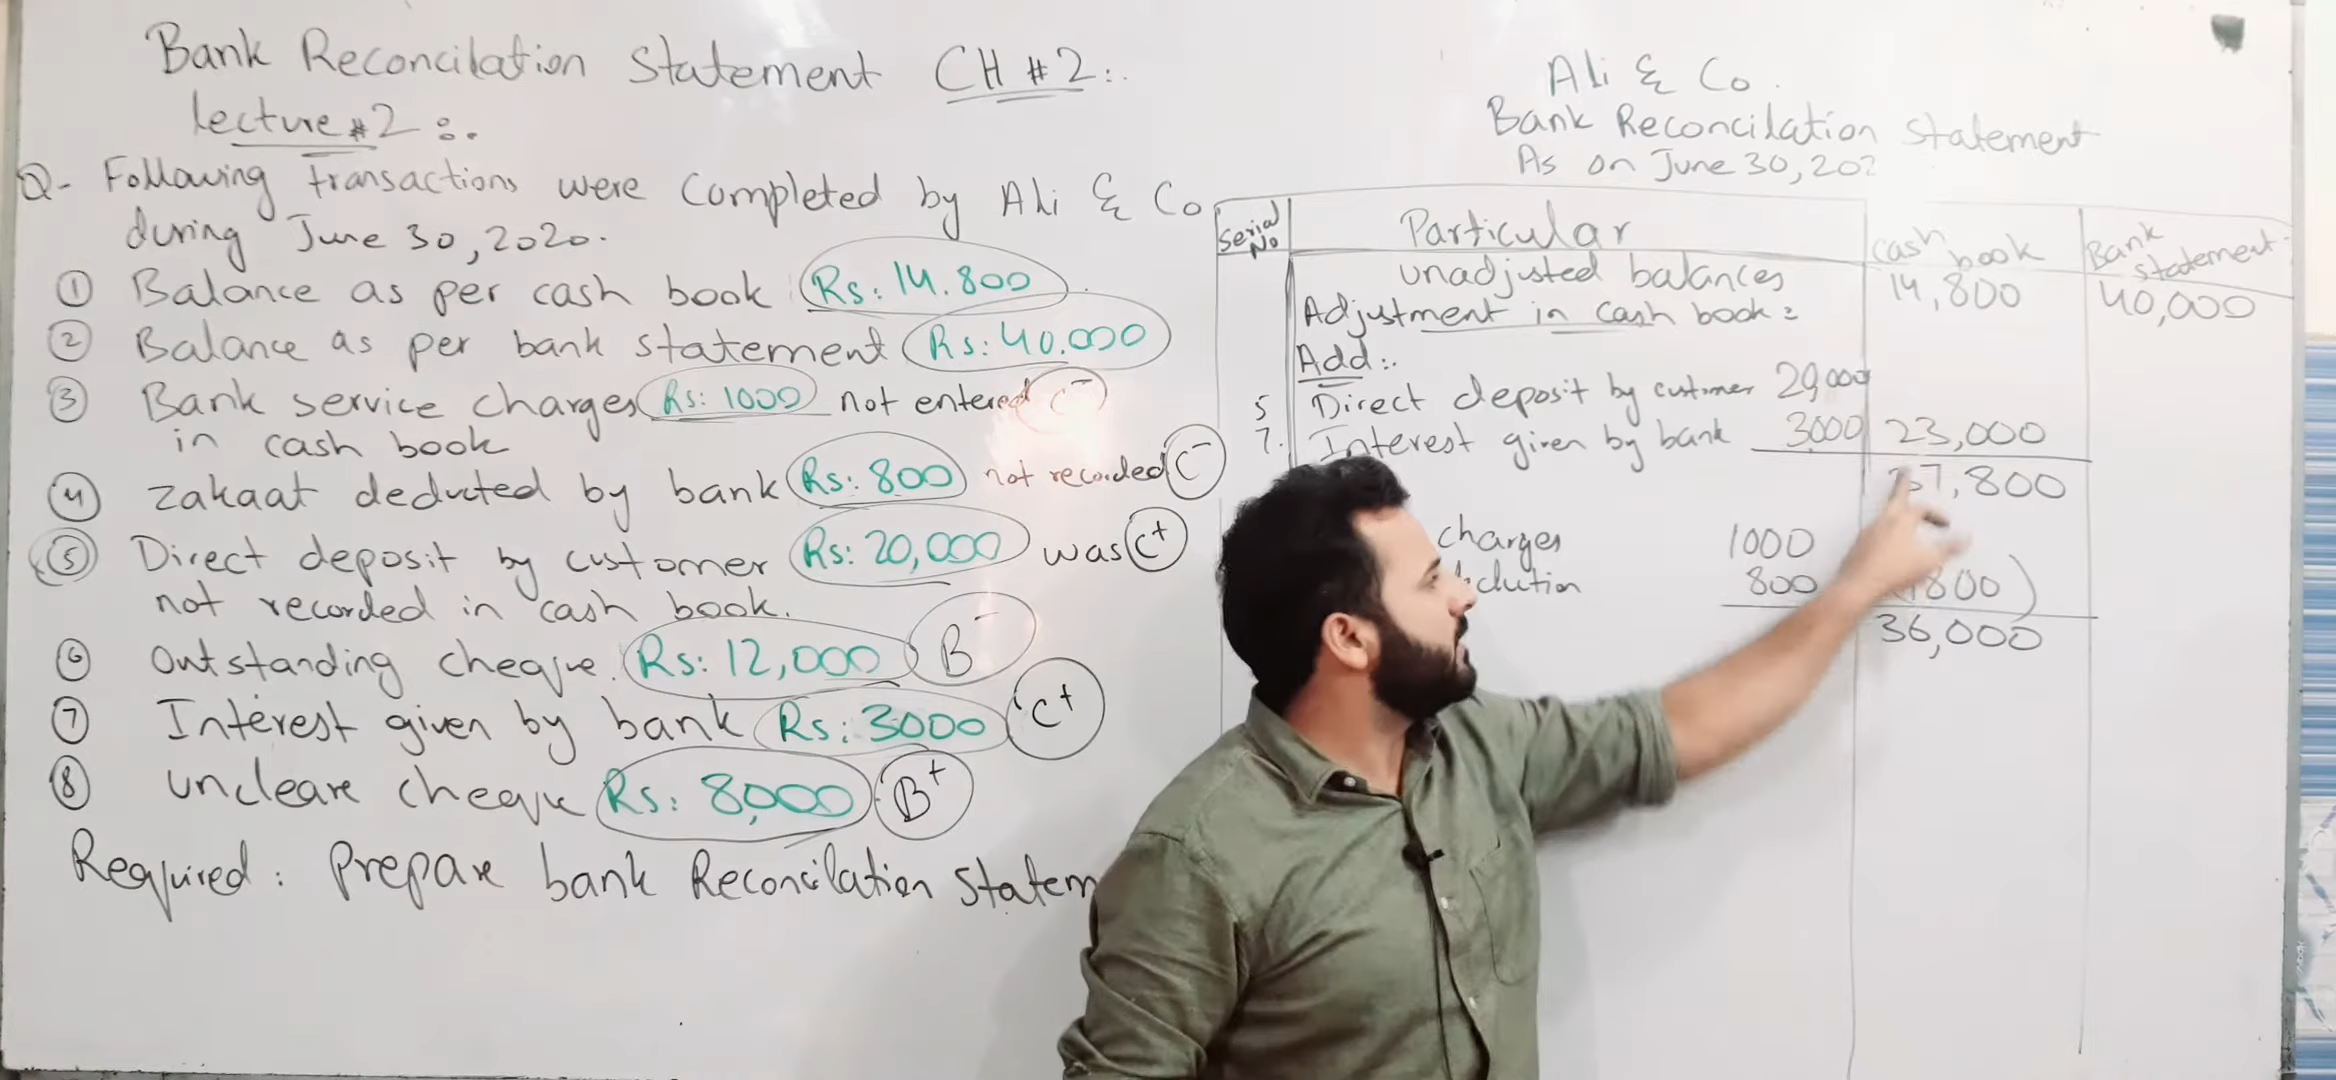 Bank Reconcilation Statement CH #2:.
lecture #2 :.
Q- Following transactions were completed by Ali & Co
during June 30, 2020.
① Balance as per cash book Rs: 14.800
② Balance as per bank statement Rs: 40.000
③ Bank service charges Rs: 1000 not entered C-
in cash book
④ zakaat deducted by bank Rs: 800 not recorded C-
⑤ Direct deposit by customer Rs: 20,000 was C+
not recorded in cash book.
⑥ Outstanding cheque. Rs: 12,000 B-
⑦ Interest given by bank Rs: 3000 C+
⑧ uncleare cheque Rs: 8,000 B+
Required: Prepare bank Reconcilation Statem
Ali & Co.
Bank Reconcilation Statement
As on June 30, 202
Serial No Particular cash book Bank statement
unadjusted balances 14,800 40,000
Adjustment in cash book:
Add:.
5 Direct deposit by customer 20,000
7. Interest given by bank 3000 23,000
37,800
charges 1000
800 1800)
36,000